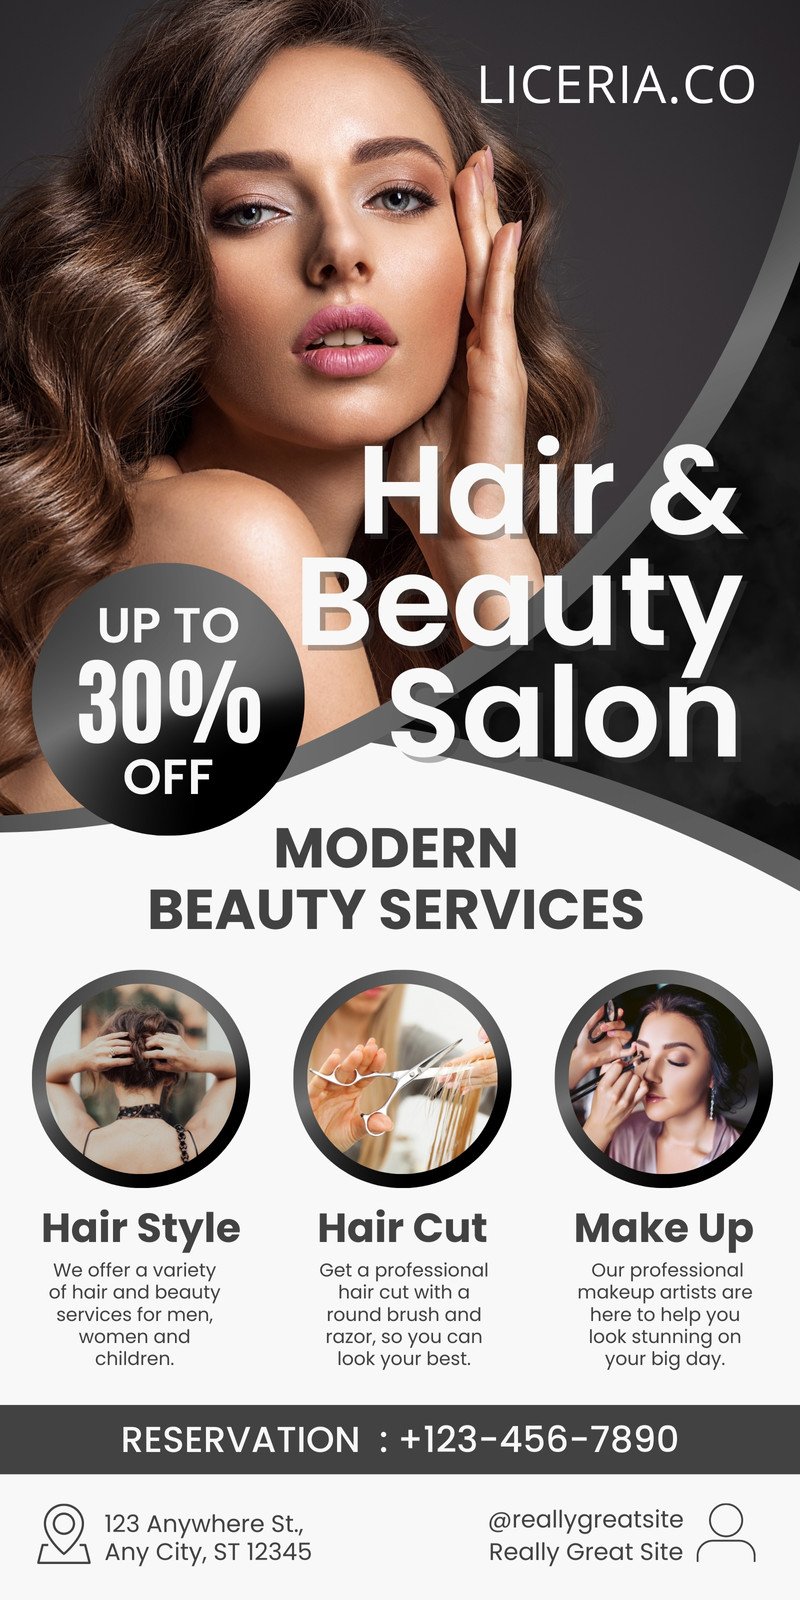 LICERIA.CO
Hair &
Beauty
Salon
UP TO
30%
OFF
MODERN
BEAUTY SERVICES
Hair Style
We offer a variety
of hair and beauty
services for men,
women and
children.
Hair Cut
Get a professional
hair cut with a
round brush and
razor, so you can
look your best.
Make Up
Our professional
makeup artists are
here to help you
look stunning on
your big day.
RESERVATION : +123-456-7890
123 Anywhere St.,
Any City, ST 12345
@reallygreatsite
Really Great Site